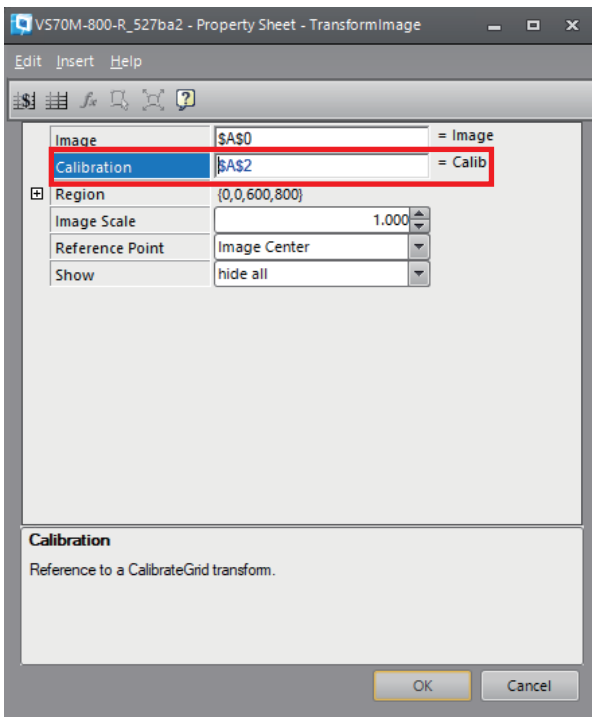 VS70M-800-R_527ba2 - Property Sheet - TransformImage
Edit Insert Help
Image $A$0 = Image
Calibration $A$2 = Calib
Region {0,0,600,800}
Image Scale 1.000
Reference Point Image Center
Show hide all
Calibration
Reference to a CalibrateGrid transform.
OK Cancel